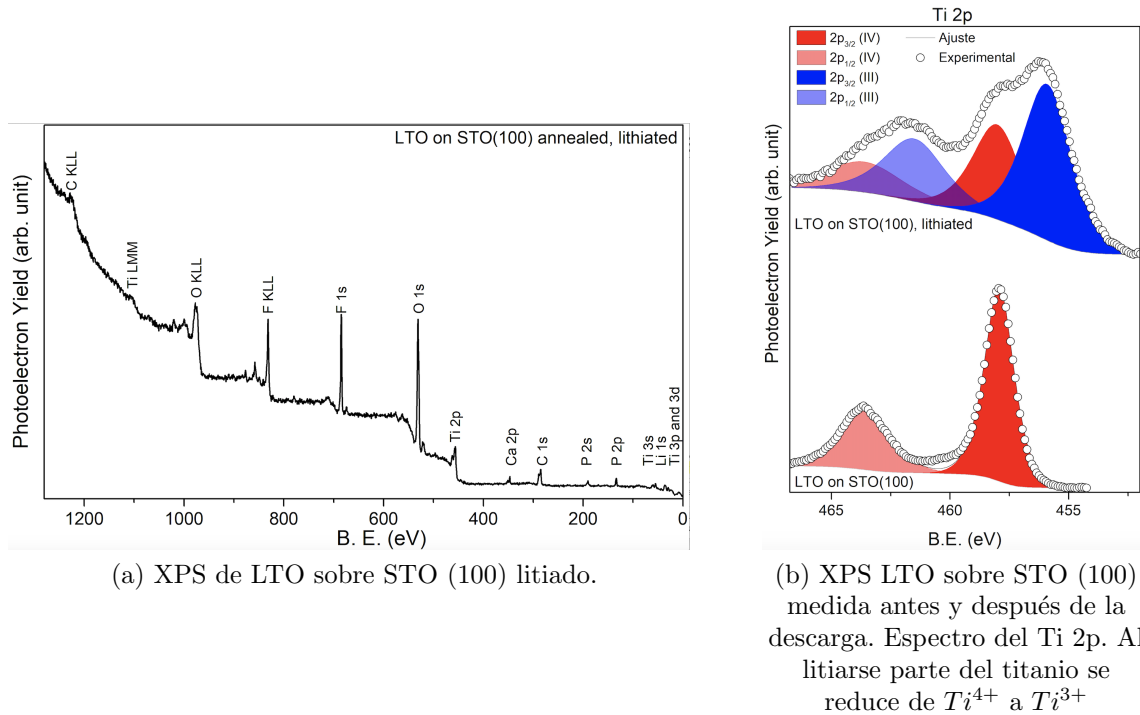 LTO on STO(100) annealed, lithiated
Photoelectron Yield (arb. unit)
C KLL
Ti LMM
O KLL
F KLL
F 1s
O 1s
Ti 2p
Ca 2p
C 1s
P 2s
P 2p
Ti 3s
Li 1s
Ti 3p and 3d
1200 1000 800 600 400 200 0
B. E. (eV)
(a) XPS de LTO sobre STO (100) litiado.
Ti 2p
2p3/2 (IV)
2p1/2 (IV)
2p3/2 (III)
2p1/2 (III)
Ajuste
Experimental
Photoelectron Yield (arb. unit)
LTO on STO(100), lithiated
LTO on STO(100)
465 460 455
B.E. (eV)
(b) XPS LTO sobre STO (100)
medida antes y después de la
descarga. Espectro del Ti 2p. Al
litiarse parte del titanio se
reduce de Ti⁴⁺ a Ti³⁺